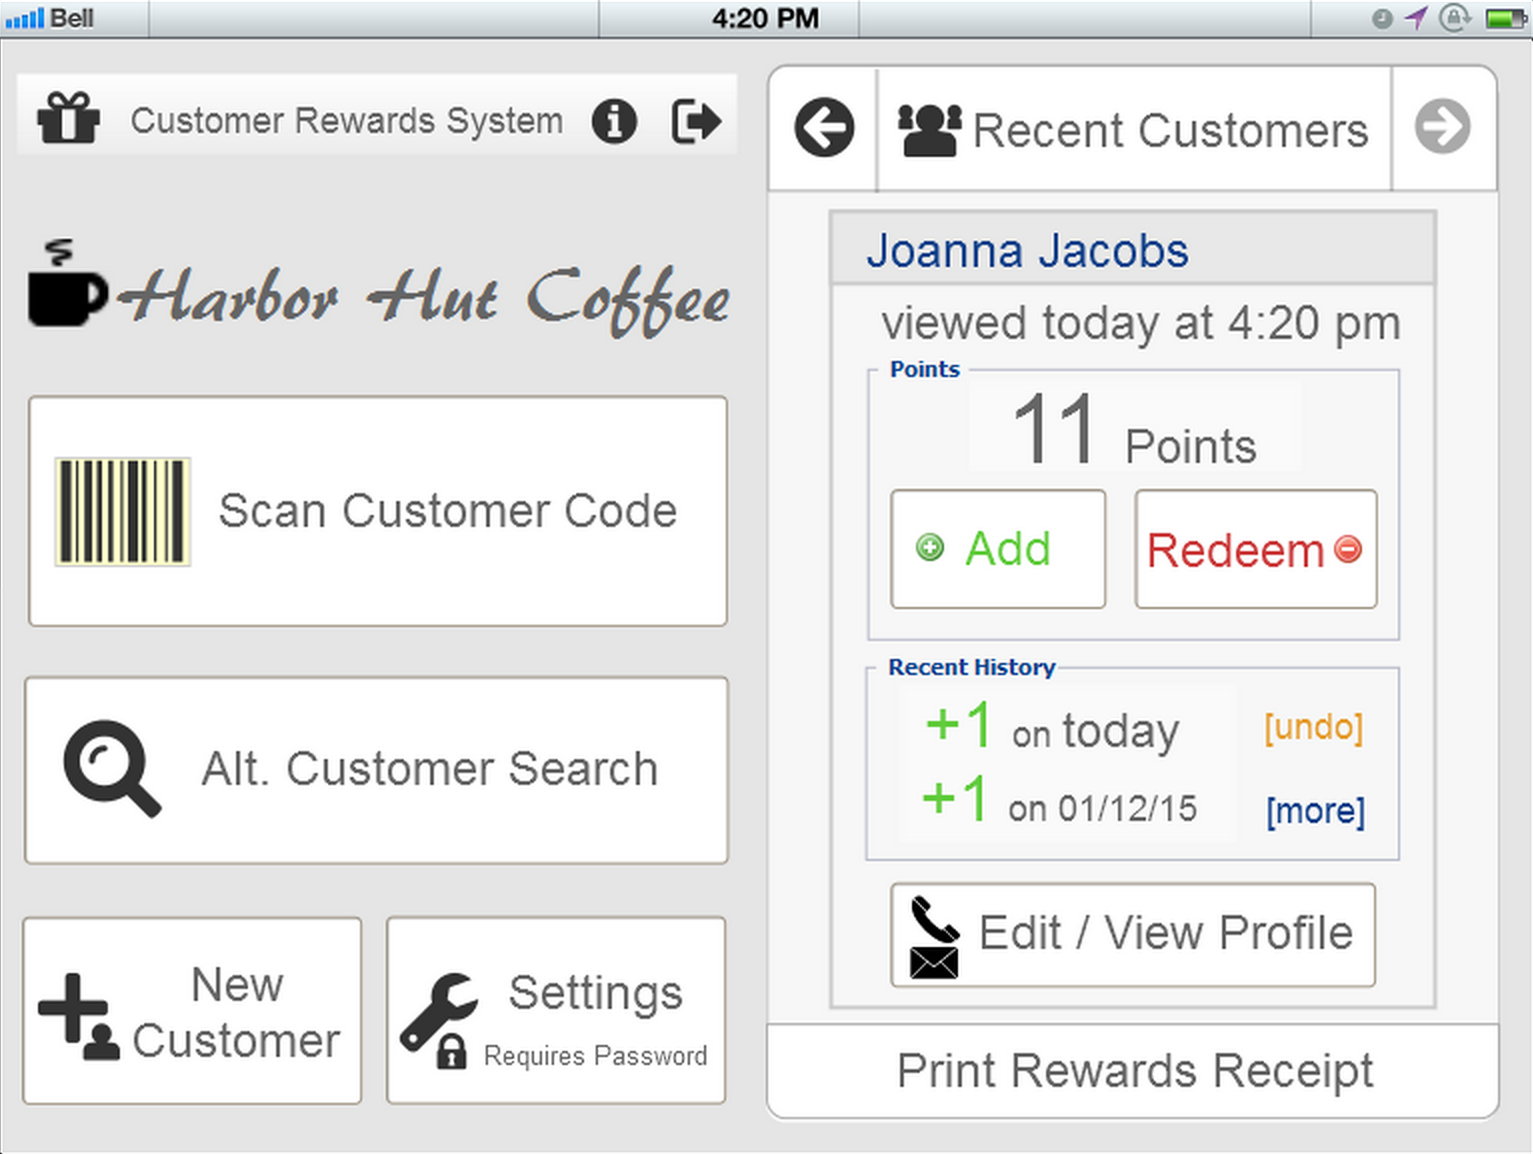 Bell
4:20 PM
Customer Rewards System
Harbor Hut Coffee
Scan Customer Code
Alt. Customer Search
New
Customer
Settings
Requires Password
Recent Customers
Joanna Jacobs
viewed today at 4:20 pm
Points
11 Points
Add
Redeem
Recent History
+1 on today [undo]
+1 on 01/12/15 [more]
Edit / View Profile
Print Rewards Receipt